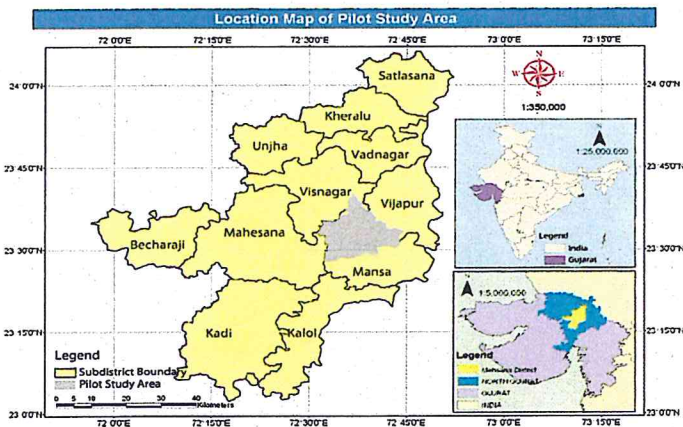 Location Map of Pilot Study Area
72°0'0"E 72°15'0"E 72°30'0"E 72°45'0"E 73°0'0"E 73°15'0"E
24°0'0"N
23°45'0"N
23°30'0"N
23°15'0"N
23°0'0"N
Satlasana
Kheralu
Unjha
Vadnagar
Visnagar
Vijapur
Becharaji
Mahesana
Mansa
Kadi
Kalol
Legend
Subdistrict Boundary
Pilot Study Area
0 5 10 20 30 40
Kilometers
N
W E
S
1:350,000
N
1:25,000,000
Legend
India
Gujarat
N
1:5,000,000
Legend
Mehsana District
NORTH GUJRAT
GUJRAT
INDIA
24°0'0"N
23°45'0"N
23°30'0"N
23°15'0"N
23°0'0"N
72°0'0"E 72°15'0"E 72°30'0"E 72°45'0"E 73°0'0"E 73°15'0"E